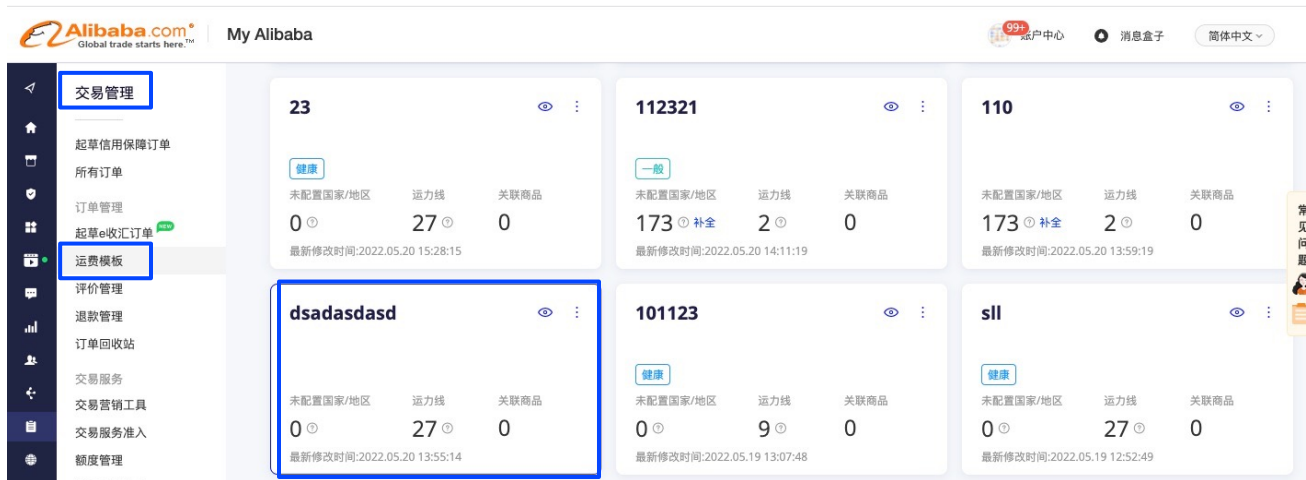 Alibaba.com
Global trade starts here.™
My Alibaba
99+
账户中心
消息盒子
简体中文
交易管理
起草信用保障订单
所有订单
订单管理
起草e收汇订单 NEW
运费模板
评价管理
退款管理
订单回收站
交易服务
交易营销工具
交易服务准入
额度管理
23
健康
未配置国家/地区 运力线 关联商品
0 27 0
最新修改时间:2022.05.20 15:28:15
112321
一般
未配置国家/地区 运力线 关联商品
173 补全 2 0
最新修改时间:2022.05.20 14:11:19
110
未配置国家/地区 运力线 关联商品
173 补全 2 0
最新修改时间:2022.05.20 13:59:19
dsadasdasd
未配置国家/地区 运力线 关联商品
0 27 0
最新修改时间:2022.05.20 13:55:14
101123
健康
未配置国家/地区 运力线 关联商品
0 9 0
最新修改时间:2022.05.19 13:07:48
sll
健康
未配置国家/地区 运力线 关联商品
0 27 0
最新修改时间:2022.05.19 12:52:49
常
见
问
题